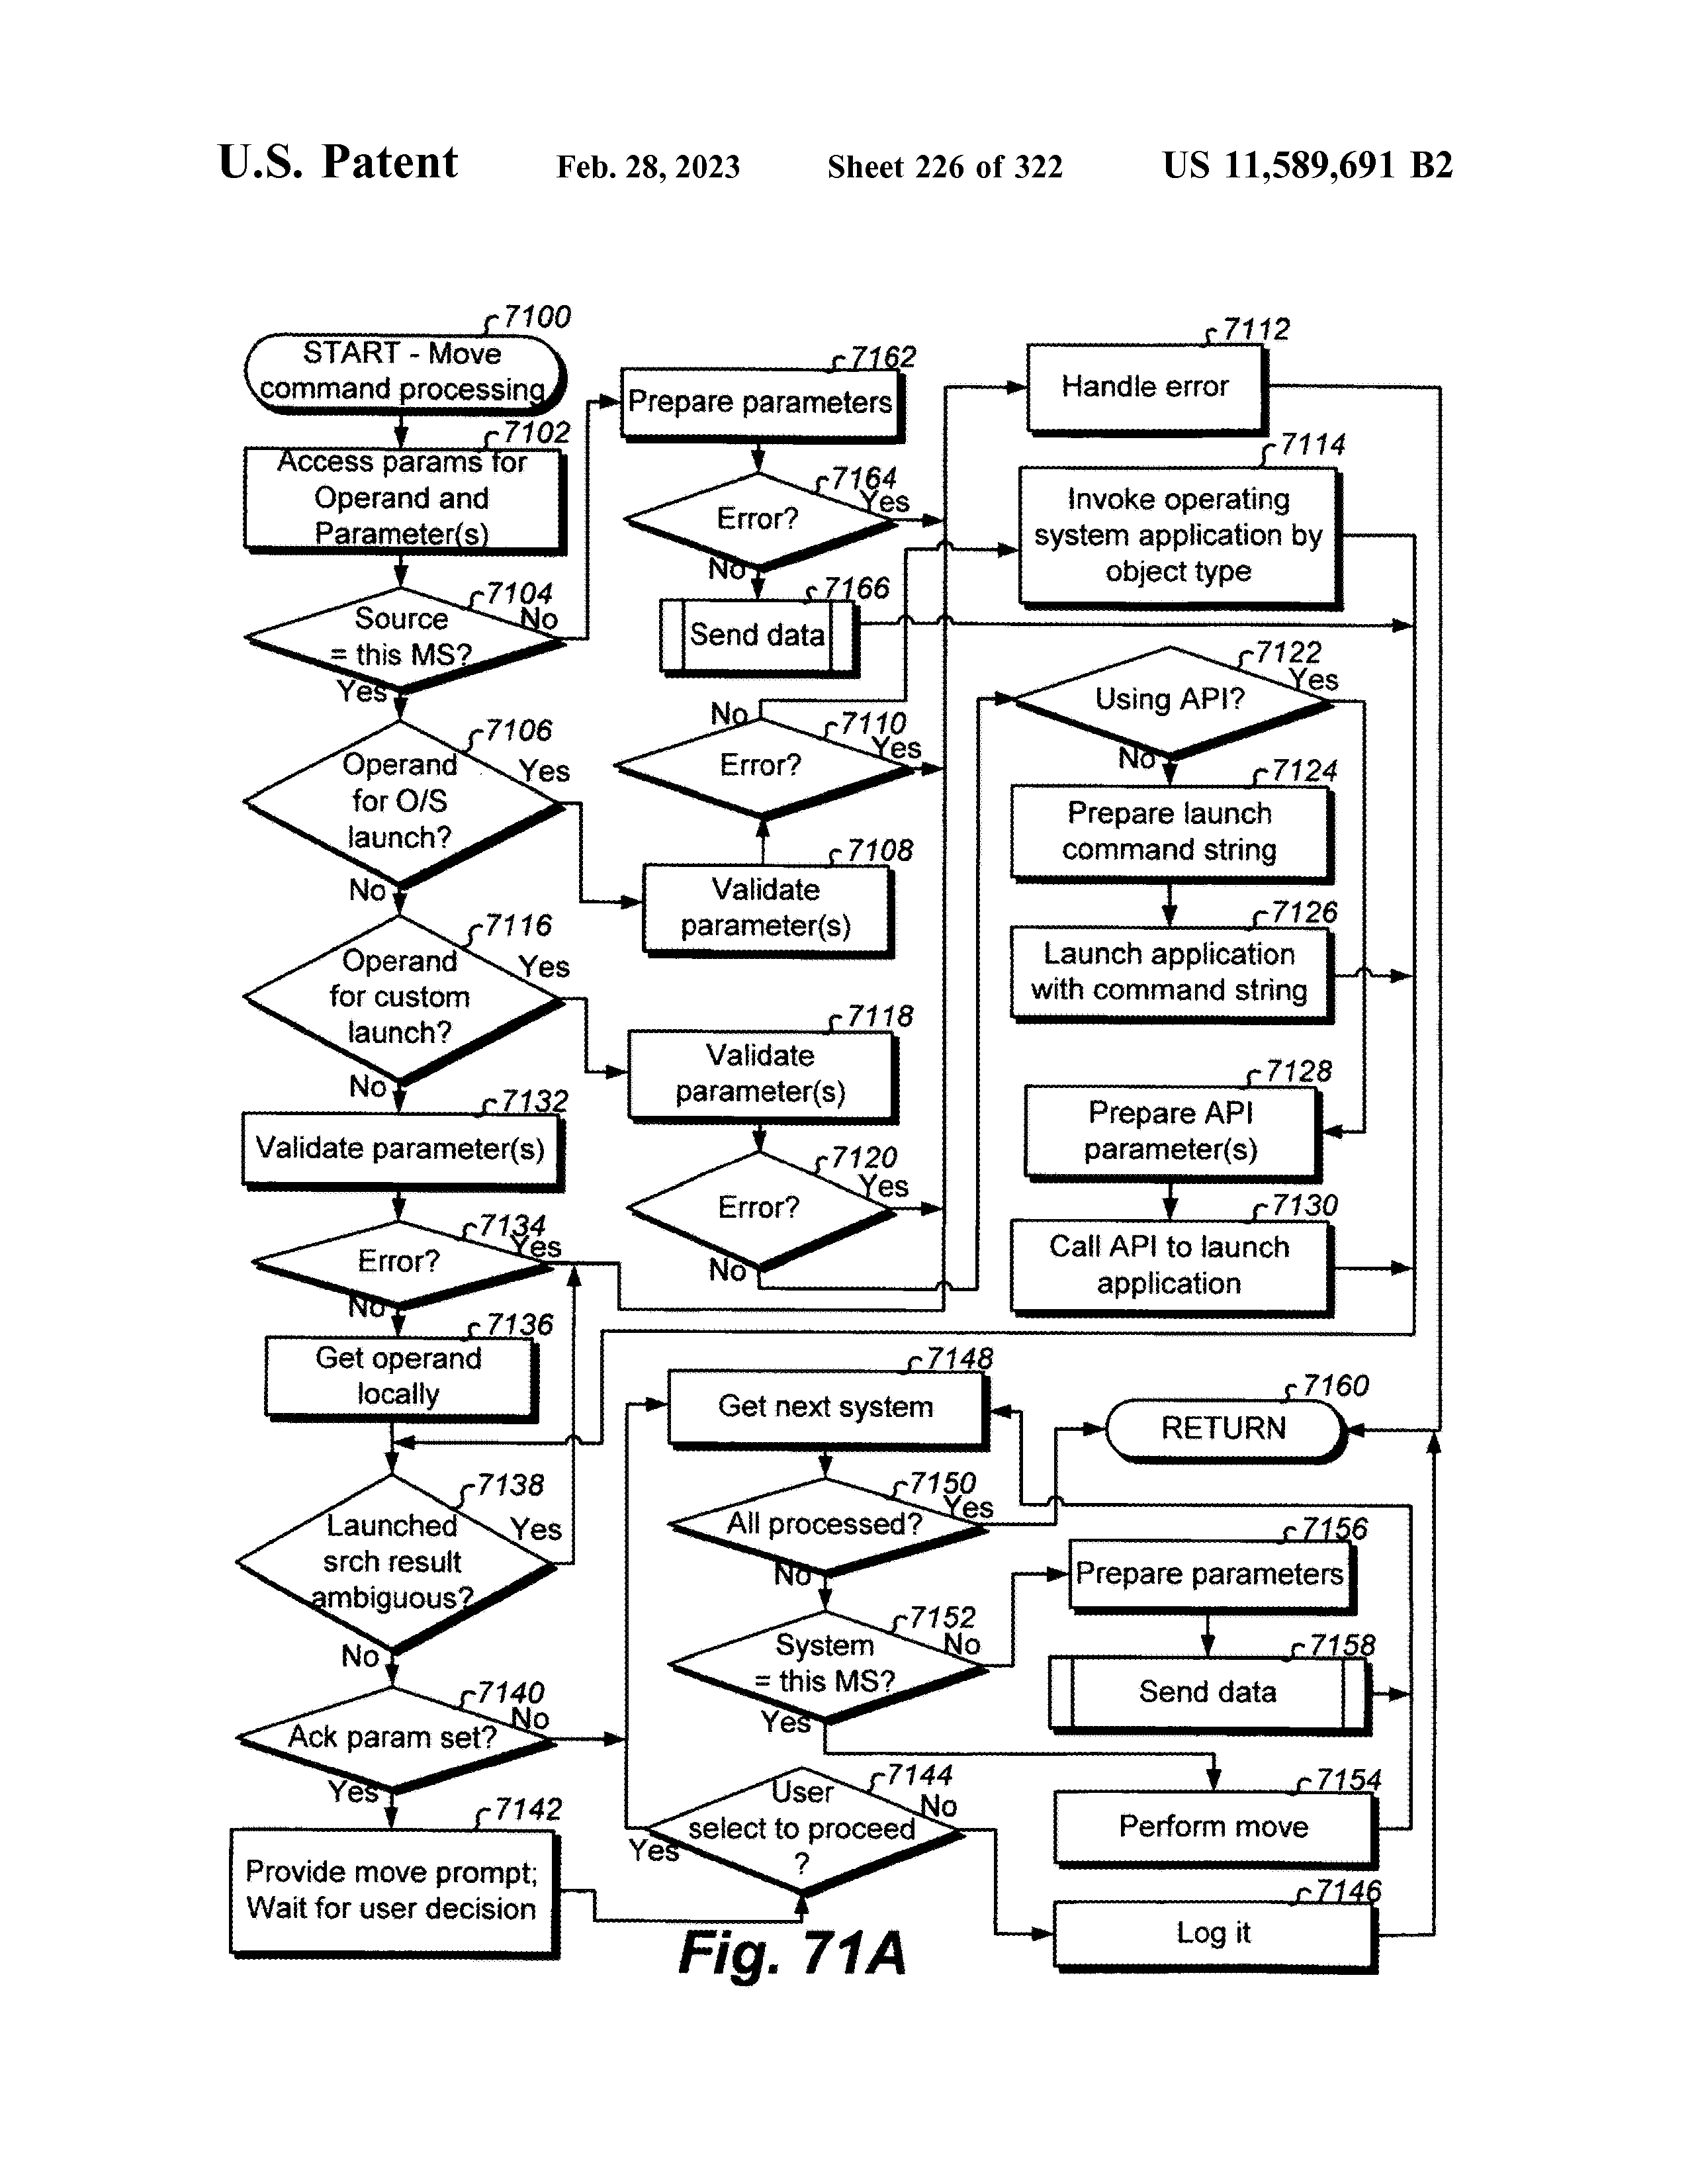 U.S. Patent Feb. 28, 2023 Sheet 226 of 322 US 11,589,691 B2
7100
START - Move
command processing
7102
Access params for
Operand and
Parameter(s)
7104
Source
= this MS?
No
Yes
7106
Operand
for O/S
launch?
Yes
No
7116
Operand
for custom
launch?
Yes
No
7132
Validate parameter(s)
7134
Error?
Yes
No
7136
Get operand
locally
7138
Launched
srch result
ambiguous?
Yes
No
7140
Ack param set?
No
Yes
7142
Provide move prompt;
Wait for user decision
7162
Prepare parameters
7164
Error?
Yes
No
7166
Send data
No
7110
Error?
Yes
7108
Validate
parameter(s)
7118
Validate
parameter(s)
7120
Error?
Yes
No
7148
Get next system
7150
All processed?
Yes
No
7152
System
= this MS?
No
Yes
7144
User
select to proceed
?
No
Yes
7112
Handle error
7114
Invoke operating
system application by
object type
7122
Using API?
Yes
No
7124
Prepare launch
command string
7126
Launch application
with command string
7128
Prepare API
parameter(s)
7130
Call API to launch
application
7160
RETURN
7156
Prepare parameters
7158
Send data
7154
Perform move
7146
Log it
Fig. 71A